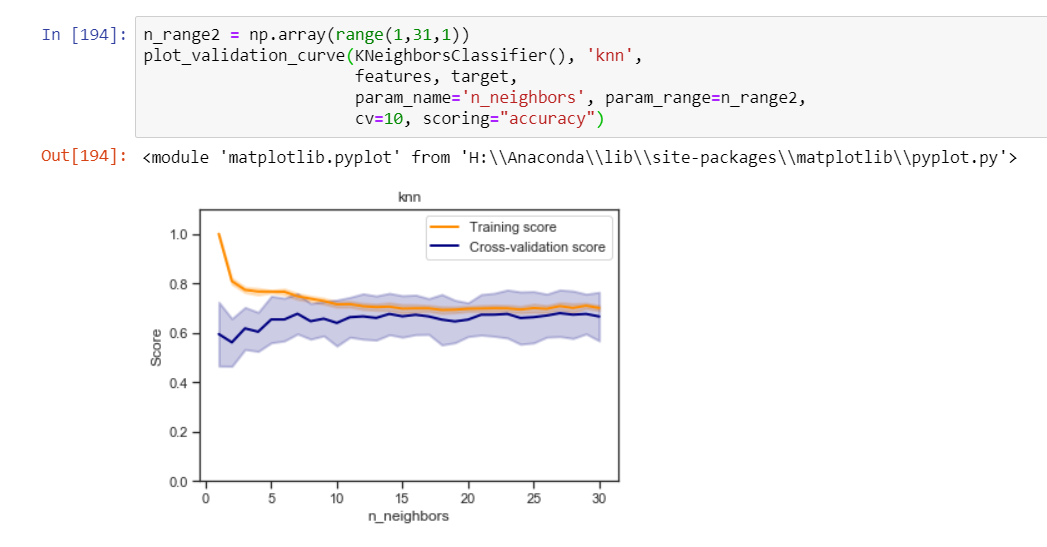 In [194]: n_range2 = np.array(range(1,31,1))
plot_validation_curve(KNeighborsClassifier(), 'knn',
features, target,
param_name='n_neighbors', param_range=n_range2,
cv=10, scoring="accuracy")
Out[194]: <module 'matplotlib.pyplot' from 'H:\\Anaconda\\lib\\site-packages\\matplotlib\\pyplot.py'>
knn
Training score
Cross-validation score
Score
1.0
0.8
0.6
0.4
0.2
0.0
0 5 10 15 20 25 30
n_neighbors